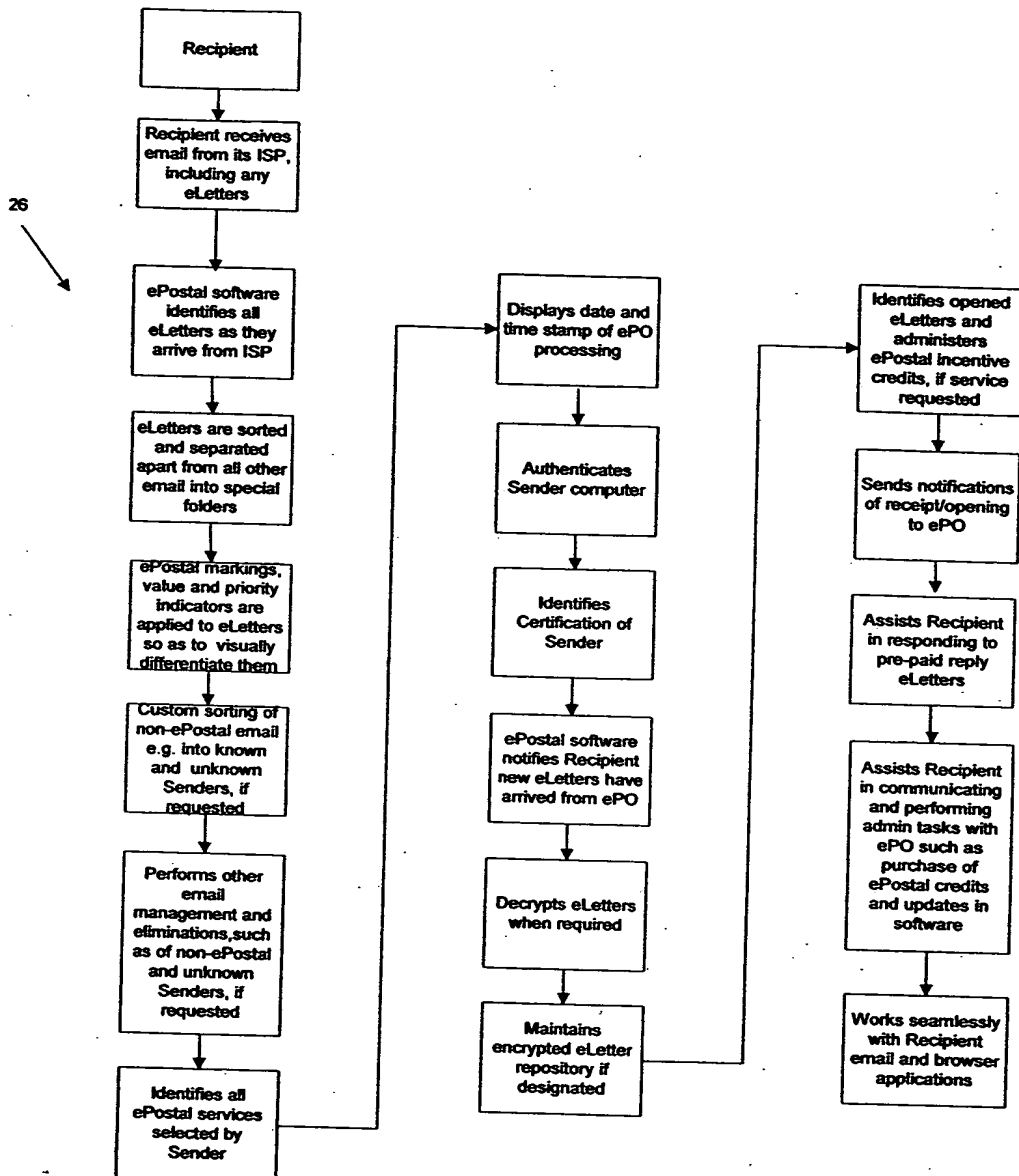 Recipient
Recipient receives
email from its ISP,
including any
eLetters
26
ePostal software
identifies all
eLetters as they
arrive from ISP
eLetters are sorted
and separated
apart from all other
email into special
folders
ePostal markings,
value and priority
indicators are
applied to eLetters
so as to visually
differentiate them
Custom sorting of
non-ePostal email
e.g. into known
and unknown
Senders, if
requested
Performs other
email
management and
eliminations,such
as of non-ePostal
and unknown
Senders, if
requested
Identifies all
ePostal services
selected by
Sender
Displays date and
time stamp of ePO
processing
Authenticates
Sender computer
Identifies
Certification of
Sender
ePostal software
notifies Recipient
new eLetters have
arrived from ePO
Decrypts eLetters
when required
Maintains
encrypted eLetter
repository if
designated
Identifies opened
eLetters and
administers
ePostal incentive
credits, if service
requested
Sends notifications
of receipt/opening
to ePO
Assists Recipient
in responding to
pre-paid reply
eLetters
Assists Recipient
in communicating
and performing
admin tasks with
ePO such as
purchase of
ePostal credits
and updates in
software
Works seamlessly
with Recipient
email and browser
applications